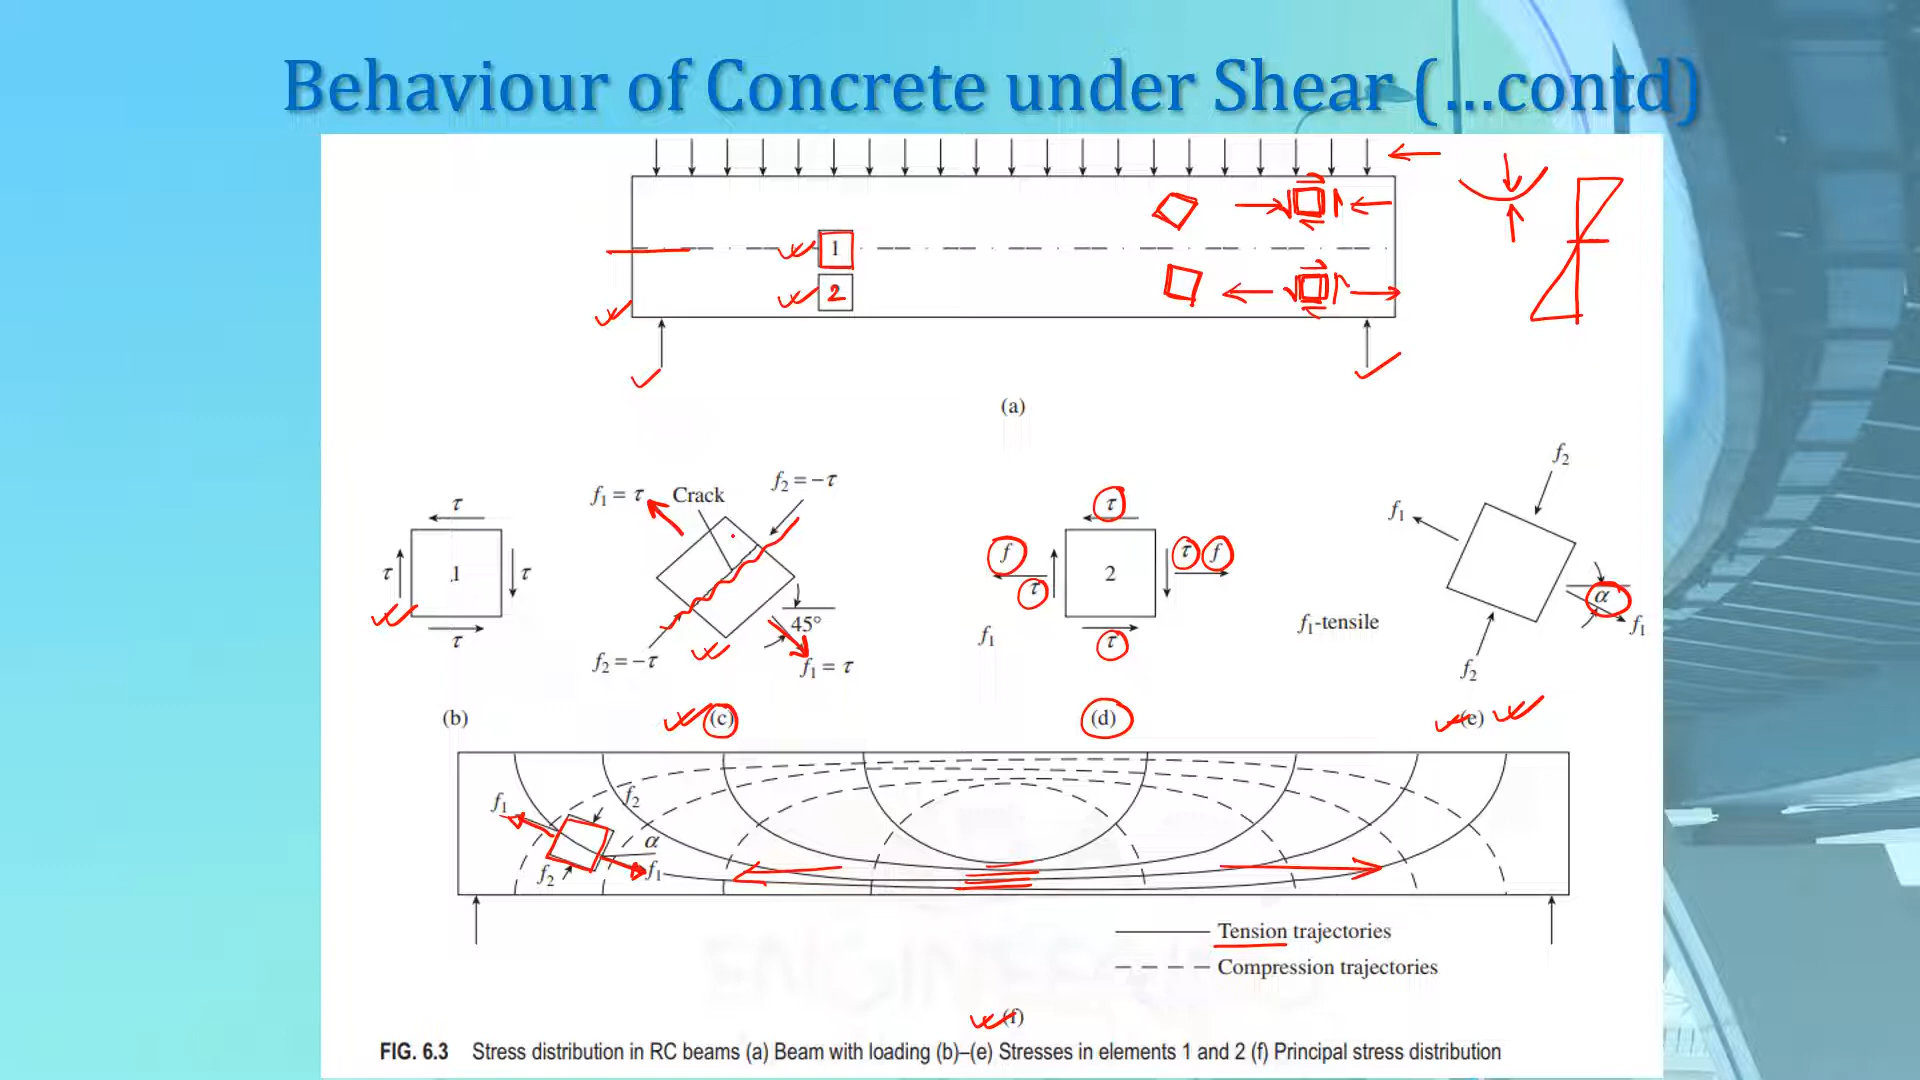 Behaviour of Concrete under Shear (...contd)
1
2
(a)
τ
τ
1
τ
τ
(b)
f1 = τ
Crack
f2 = −τ
45°
f2 = −τ
f1 = τ
(c)
τ
f
τ
2
τ
f
τ
f1
(d)
f1-tensile
f2
f1
α
f1
f2
(e)
f1
f2
α
f2
f1
Tension trajectories
Compression trajectories
(f)
FIG. 6.3 Stress distribution in RC beams (a) Beam with loading (b)–(e) Stresses in elements 1 and 2 (f) Principal stress distribution